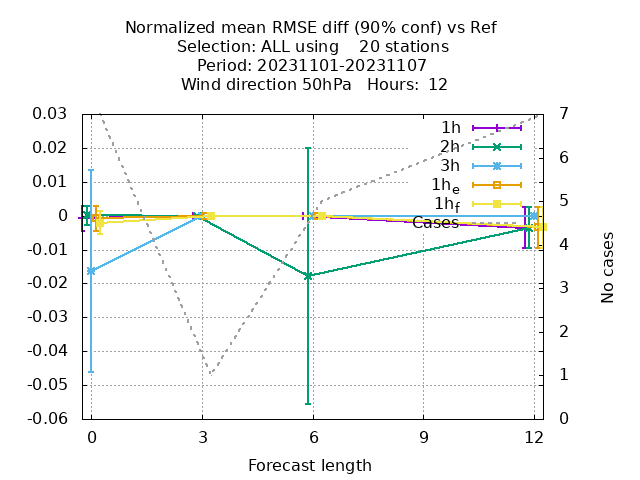 Normalized mean RMSE diff (90% conf) vs Ref
Selection: ALL using    20 stations
Period: 20231101-20231107
Wind direction 50hPa   Hours:  12
0.03
0.02
0.01
0
-0.01
-0.02
-0.03
-0.04
-0.05
-0.06
7
6
5
4
3
2
1
0
1h
2h
3h
1he
1hf
Cases
No cases
0
3
6
9
12
Forecast length